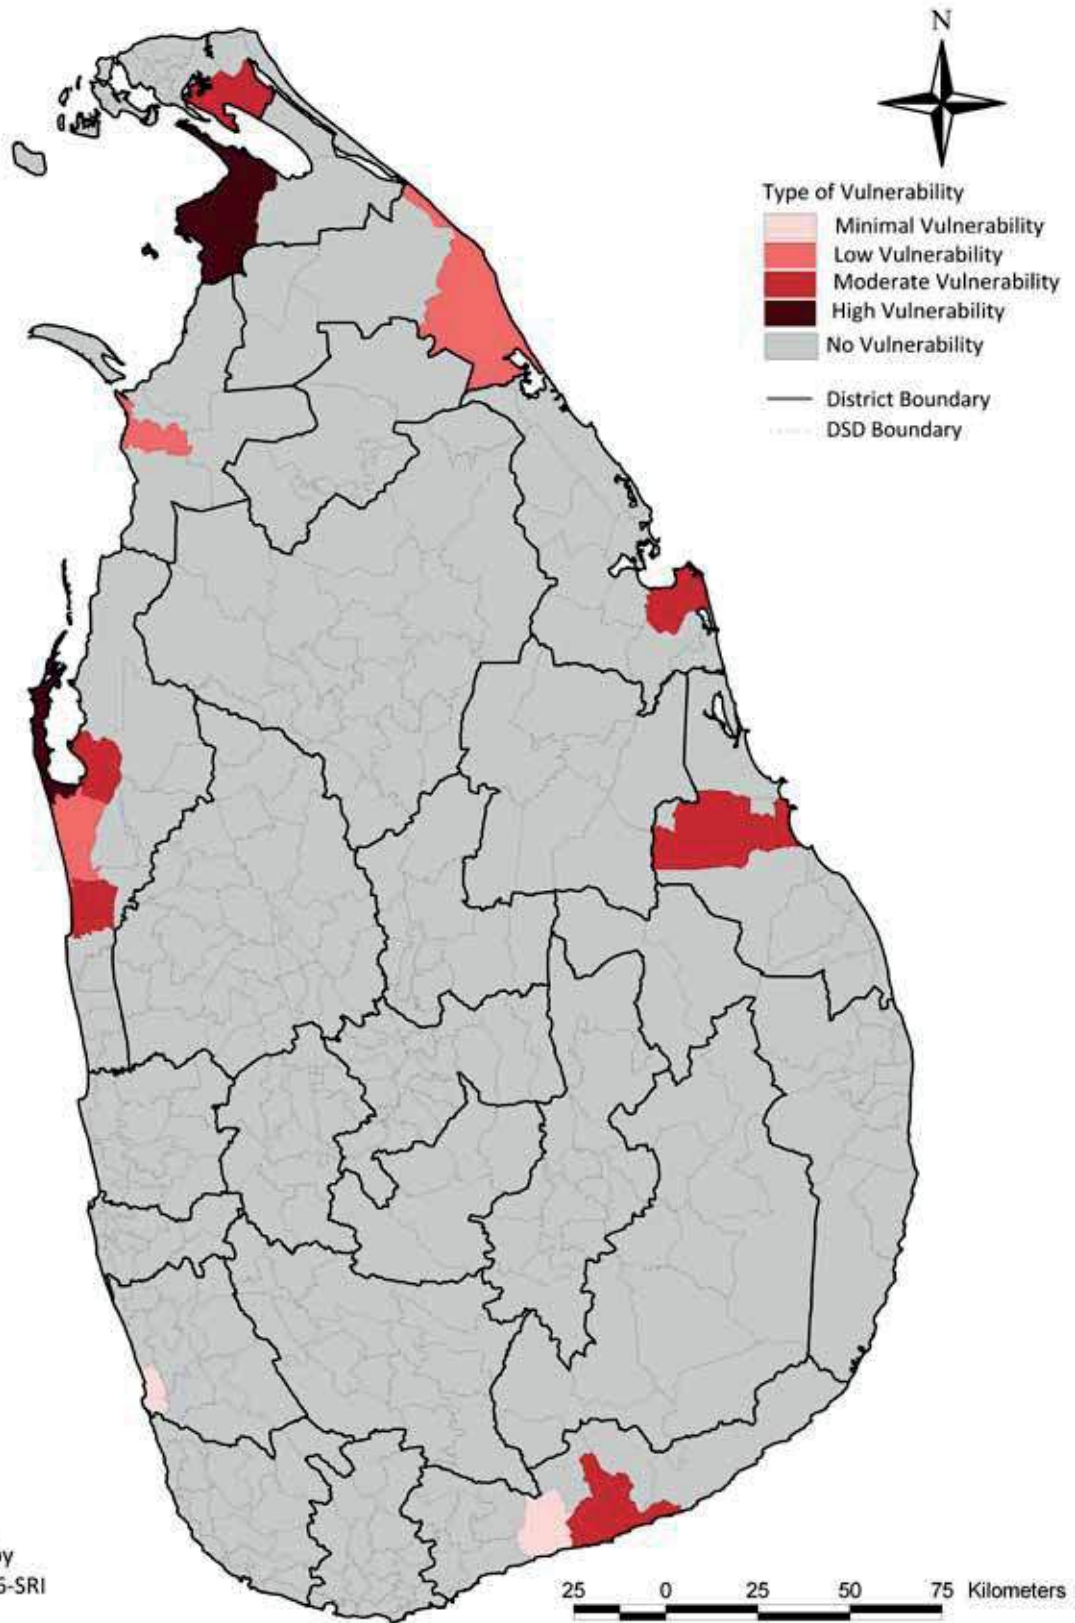 N
Type of Vulnerability
Minimal Vulnerability
Low Vulnerability
Moderate Vulnerability
High Vulnerability
No Vulnerability
District Boundary
DSD Boundary
-SRI
25 0 25 50 75 Kilometers